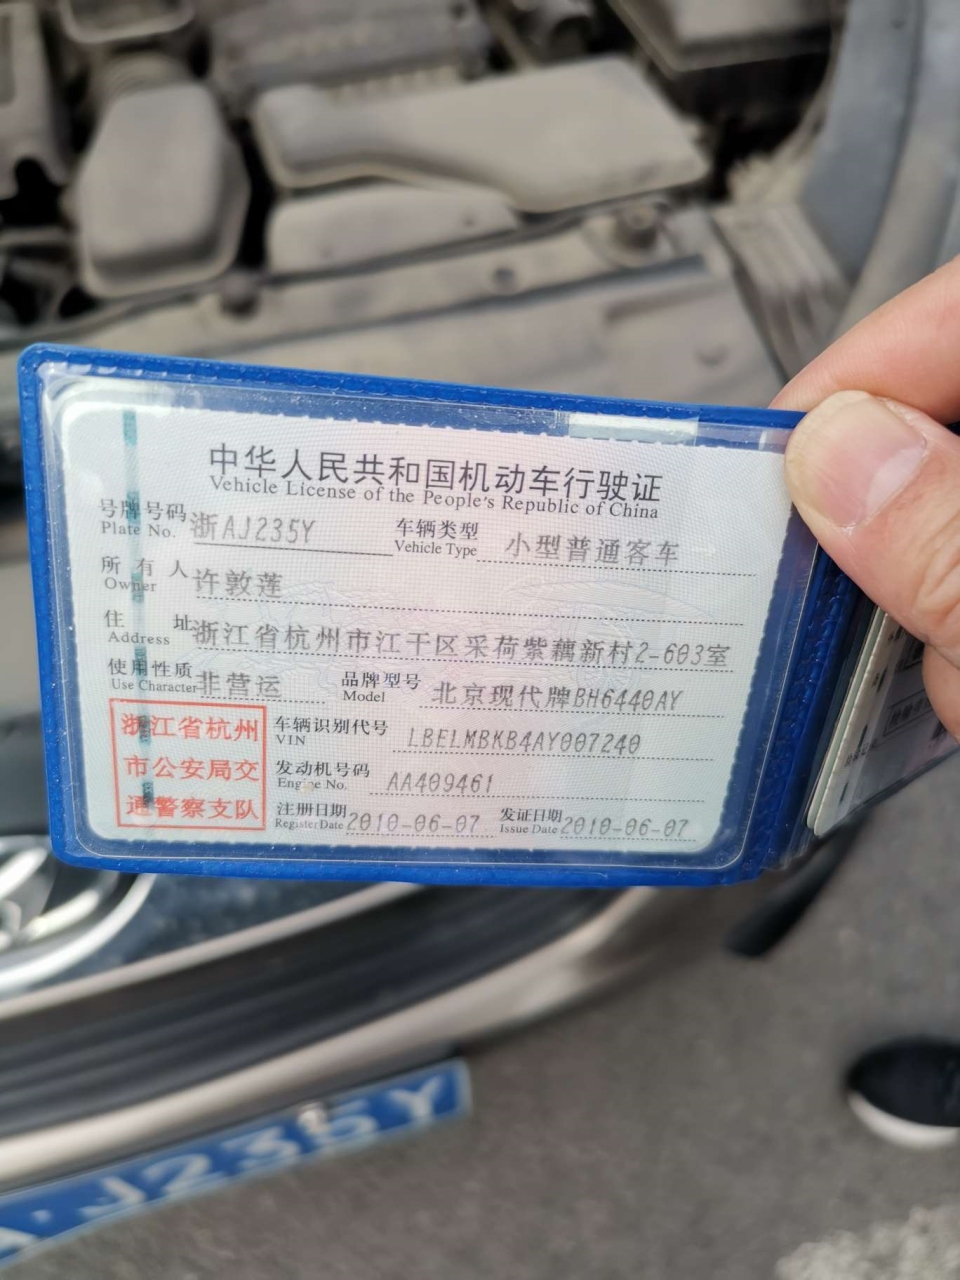 中华人民共和国机动车行驶证
Vehicle License of the People's Republic of China
号牌号码 浙AJ235Y 车辆类型 小型普通客车
Plate No. Vehicle Type
所有人 许敦莲
Owner
住址 浙江省杭州市江干区采荷紫藕新村2-603室
Address
使用性质 非营运 品牌型号 北京现代牌BH6440AY
Use Character Model
浙江省杭州
市公安局交
通警察支队
车辆识别代号 LBELMBKB4AY007240
VIN
发动机号码 AA409461
Engine No.
注册日期 2010-06-07 发证日期 2010-06-07
Register Date Issue Date
A·J235Y